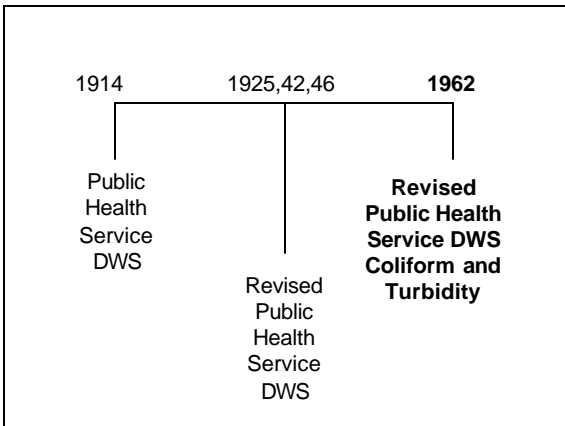 1914 1925,42,46 1962
Public
Health
Service
DWS
Revised
Public
Health
Service
DWS
Revised
Public Health
Service DWS
Coliform and
Turbidity